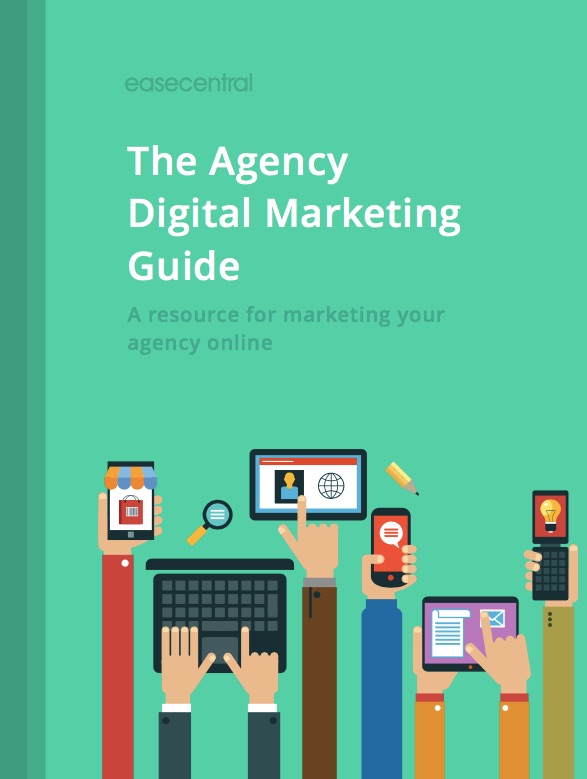 easecentral
The Agency
Digital Marketing
Guide
A resource for marketing your
agency online